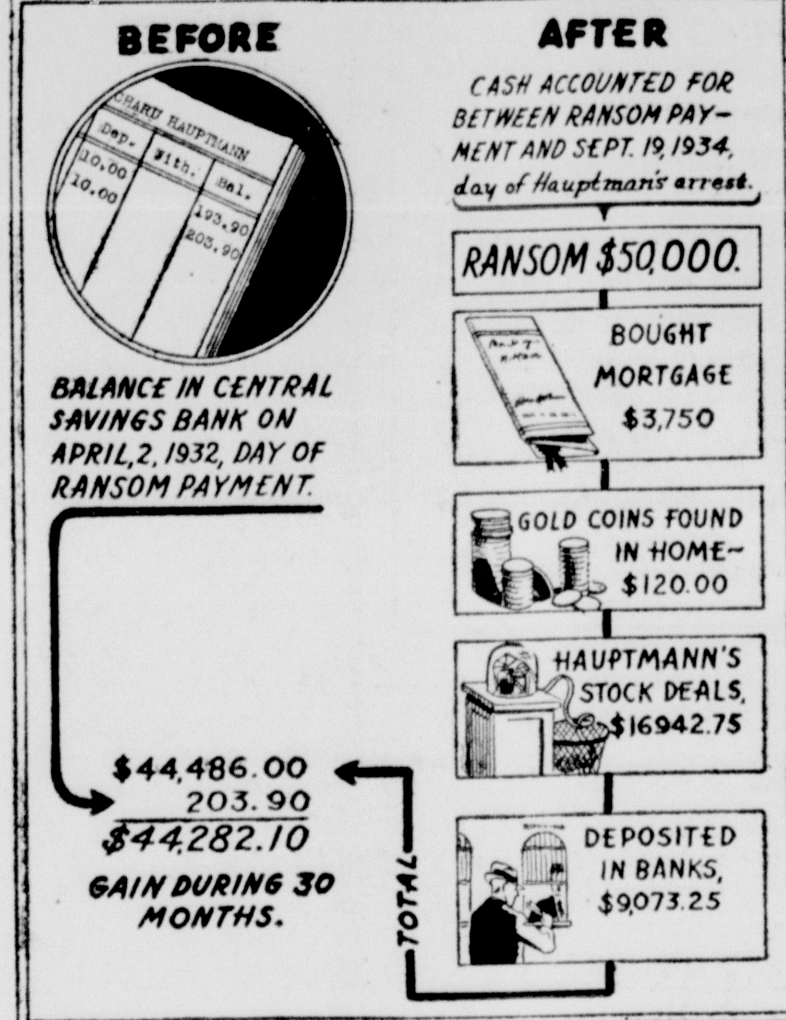 BEFORE
CHARD HAUPTMANN
Dep. With. Bal.
10.00 193.90
10.00 203.90
BALANCE IN CENTRAL
SAVINGS BANK ON
APRIL, 2, 1932, DAY OF
RANSOM PAYMENT.
$44,486.00
203.90
$44,282.10
GAIN DURING 30
MONTHS.
AFTER
CASH ACCOUNTED FOR
BETWEEN RANSOM PAY-
MENT AND SEPT. 19, 1934,
day of Hauptman's arrest.
RANSOM $50,000.
BOUGHT
MORTGAGE
$3,750
GOLD COINS FOUND
IN HOME~
$120.00
HAUPTMANN'S
STOCK DEALS,
$16942.75
DEPOSITED
IN BANKS,
$9,073.25
TOTAL